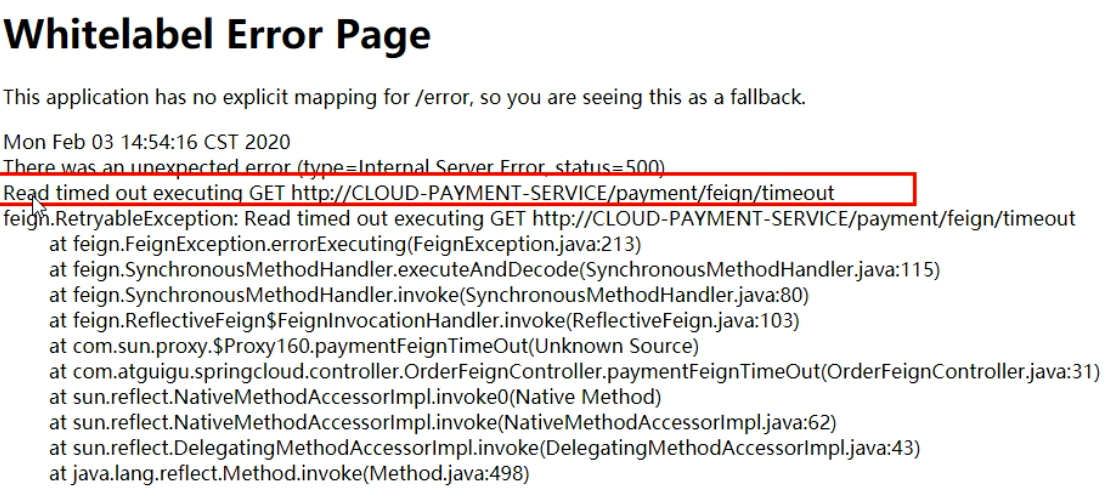 Whitelabel Error Page
This application has no explicit mapping for /error, so you are seeing this as a fallback.
Mon Feb 03 14:54:16 CST 2020
There was an unexpected error (type=Internal Server Error, status=500)
Read timed out executing GET http://CLOUD-PAYMENT-SERVICE/payment/feign/timeout
feign.RetryableException: Read timed out executing GET http://CLOUD-PAYMENT-SERVICE/payment/feign/timeout
at feign.FeignException.errorExecuting(FeignException.java:213)
at feign.SynchronousMethodHandler.executeAndDecode(SynchronousMethodHandler.java:115)
at feign.SynchronousMethodHandler.invoke(SynchronousMethodHandler.java:80)
at feign.ReflectiveFeign$FeignInvocationHandler.invoke(ReflectiveFeign.java:103)
at com.sun.proxy.$Proxy160.paymentFeignTimeOut(Unknown Source)
at com.atguigu.springcloud.controller.OrderFeignController.paymentFeignTimeOut(OrderFeignController.java:31)
at sun.reflect.NativeMethodAccessorImpl.invoke0(Native Method)
at sun.reflect.NativeMethodAccessorImpl.invoke(NativeMethodAccessorImpl.java:62)
at sun.reflect.DelegatingMethodAccessorImpl.invoke(DelegatingMethodAccessorImpl.java:43)
at java.lang.reflect.Method.invoke(Method.java:498)